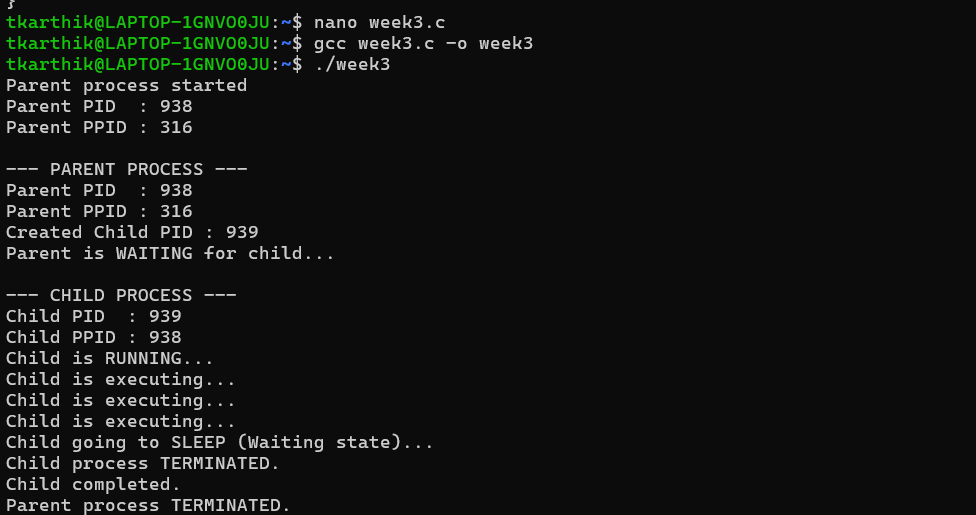 }
tkarthik@LAPTOP-1GNVO0JU:~$ nano week3.c
tkarthik@LAPTOP-1GNVO0JU:~$ gcc week3.c -o week3
tkarthik@LAPTOP-1GNVO0JU:~$ ./week3
Parent process started
Parent PID  : 938
Parent PPID : 316

--- PARENT PROCESS ---
Parent PID  : 938
Parent PPID : 316
Created Child PID : 939
Parent is WAITING for child...

--- CHILD PROCESS ---
Child PID  : 939
Child PPID : 938
Child is RUNNING...
Child is executing...
Child is executing...
Child is executing...
Child going to SLEEP (Waiting state)...
Child process TERMINATED.
Child completed.
Parent process TERMINATED.